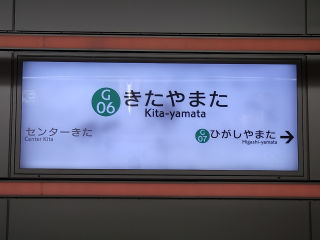 G
06
きたやまた
Kita-yamata
センターきた
Center Kita
G
07
ひがしやまた
Higashi-yamata